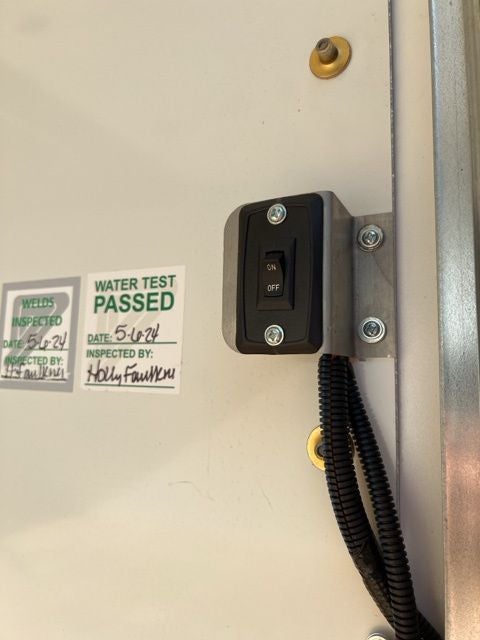 WELDS
INSPECTED
DATE: 5-6-24
INSPECTED BY:
WATER TEST
PASSED
DATE: 5-6-24
INSPECTED BY:
Holly Faulkner
ON
OFF